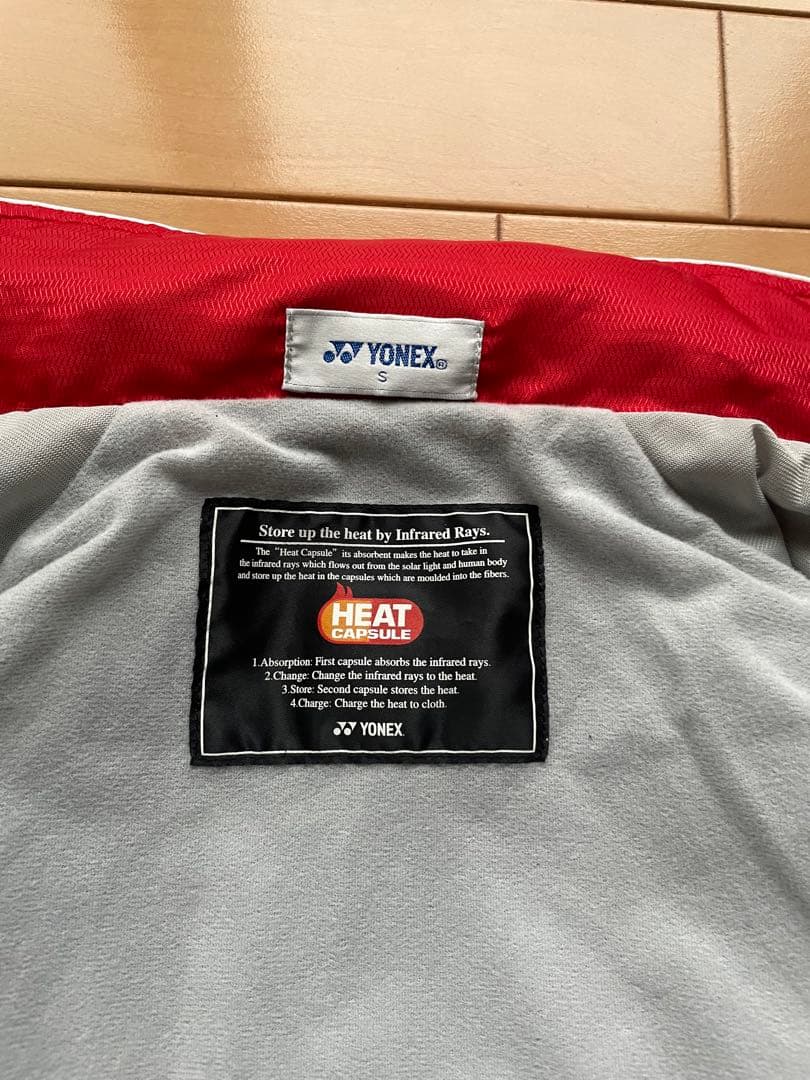 YONEX®
S
Store up the heat by Infrared Rays.
The "Heat Capsule" its absorbent makes the heat to take in
the infrared rays which flows out from the solar light and human body
and store up the heat in the capsules which are moulded into the fibers.
HEAT
CAPSULE
1.Absorption: First capsule absorbs the infrared rays.
2.Change: Change the infrared rays to the heat.
3.Store: Second capsule stores the heat.
4.Charge: Charge the heat to cloth.
YONEX